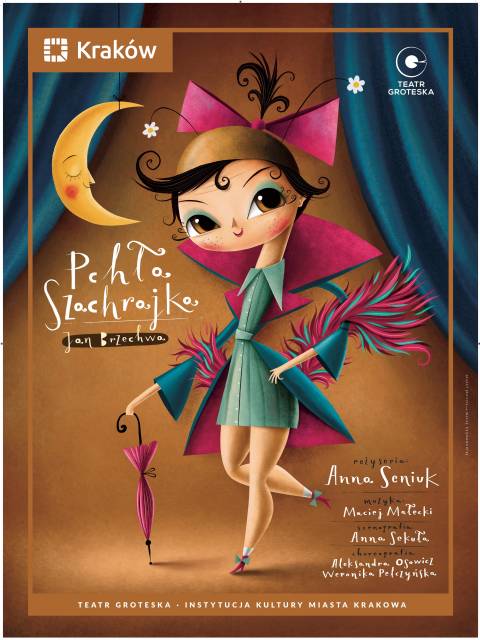 Kraków
TEATR
GROTESKA
Pchła
Szachrajka
Jan Brzechwa
reżyseria:
Anna Seniuk
muzyka:
Maciej Małecki
scenografia:
Anna Sekuła
choreografia:
Aleksandra Osowicz
Weronika Pełczyńska
TEATR GROTESKA • INSTYTUCJA KULTURY MIASTA KRAKOWA